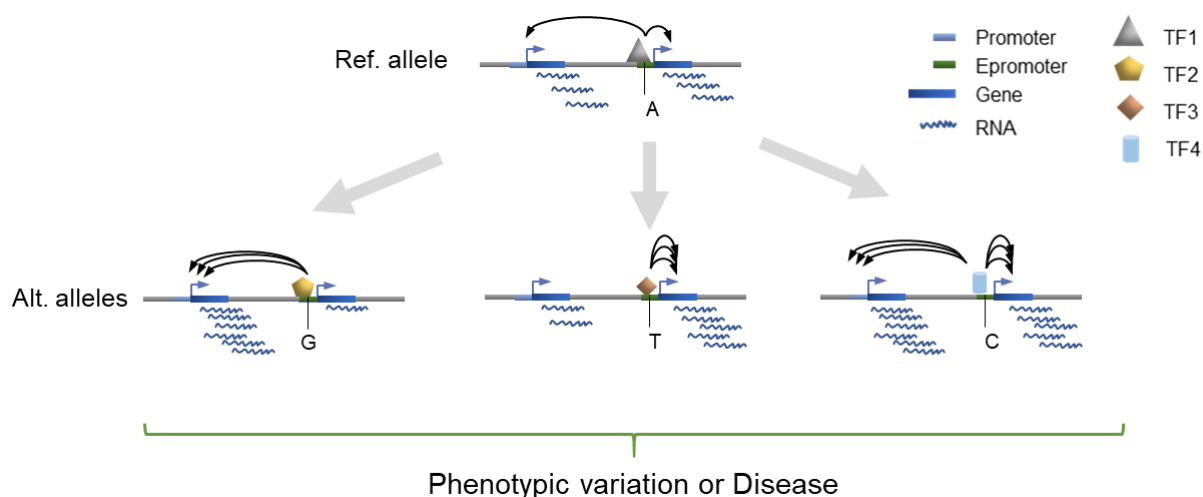 Ref. allele
A
Promoter
Epromoter
Gene
RNA
TF1
TF2
TF3
TF4
Alt. alleles
G
T
C
Phenotypic variation or Disease